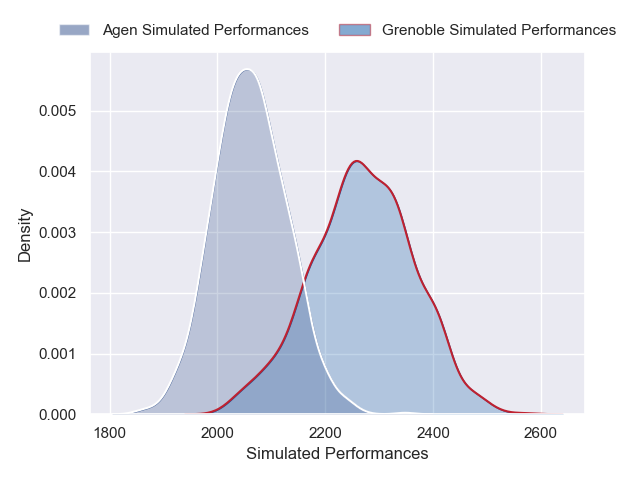 Agen Simulated Performances Grenoble Simulated Performances
0.005
0.004
0.003
0.002
0.001
0.000
Density
1800 2000 2200 2400 2600
Simulated Performances